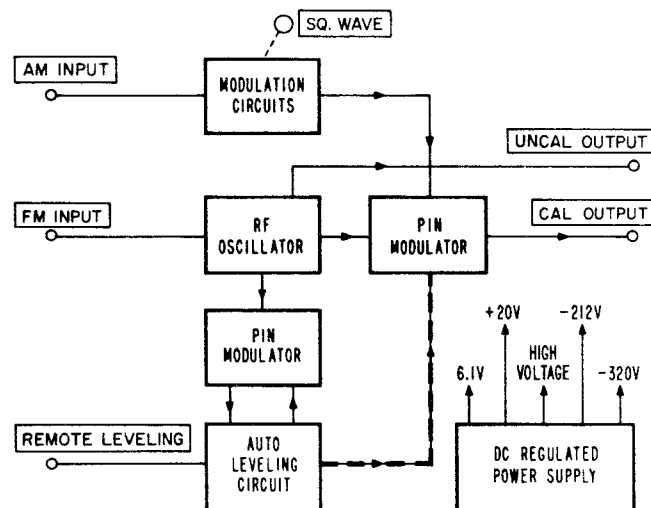 SQ. WAVE
AM INPUT
MODULATION
CIRCUITS
UNCAL OUTPUT
FM INPUT
RF
OSCILLATOR
PIN
MODULATOR
CAL OUTPUT
PIN
MODULATOR
+20V
-212V
HIGH
VOLTAGE
6.1V
-320V
REMOTE LEVELING
AUTO
LEVELING
CIRCUIT
DC REGULATED
POWER SUPPLY